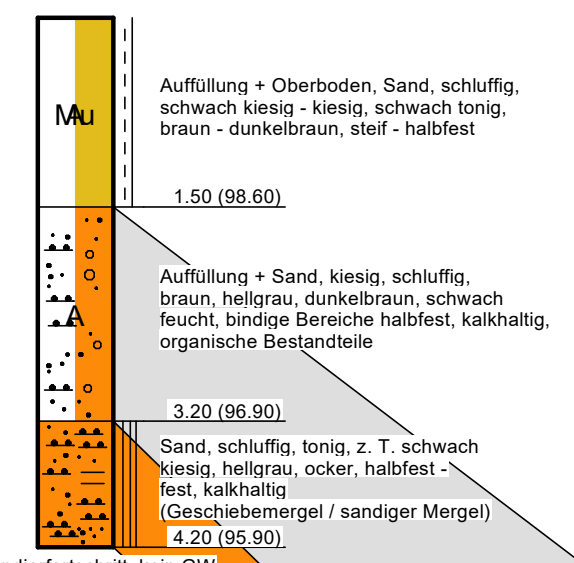 Auffüllung + Oberboden, Sand, schluffig,
schwach kiesig - kiesig, schwach tonig,
braun - dunkelbraun, steif - halbfest
1.50 (98.60)
Auffüllung + Sand, kiesig, schluffig,
braun, hellgrau, dunkelbraun, schwach
feucht, bindige Bereiche halbfest, kalkhaltig,
organische Bestandteile
A
3.20 (96.90)
Sand, schluffig, tonig, z. T. schwach
kiesig, hellgrau, ocker, halbfest -
fest, kalkhaltig
(Geschiebemergel / sandiger Mergel)
4.20 (95.90)
kein GW